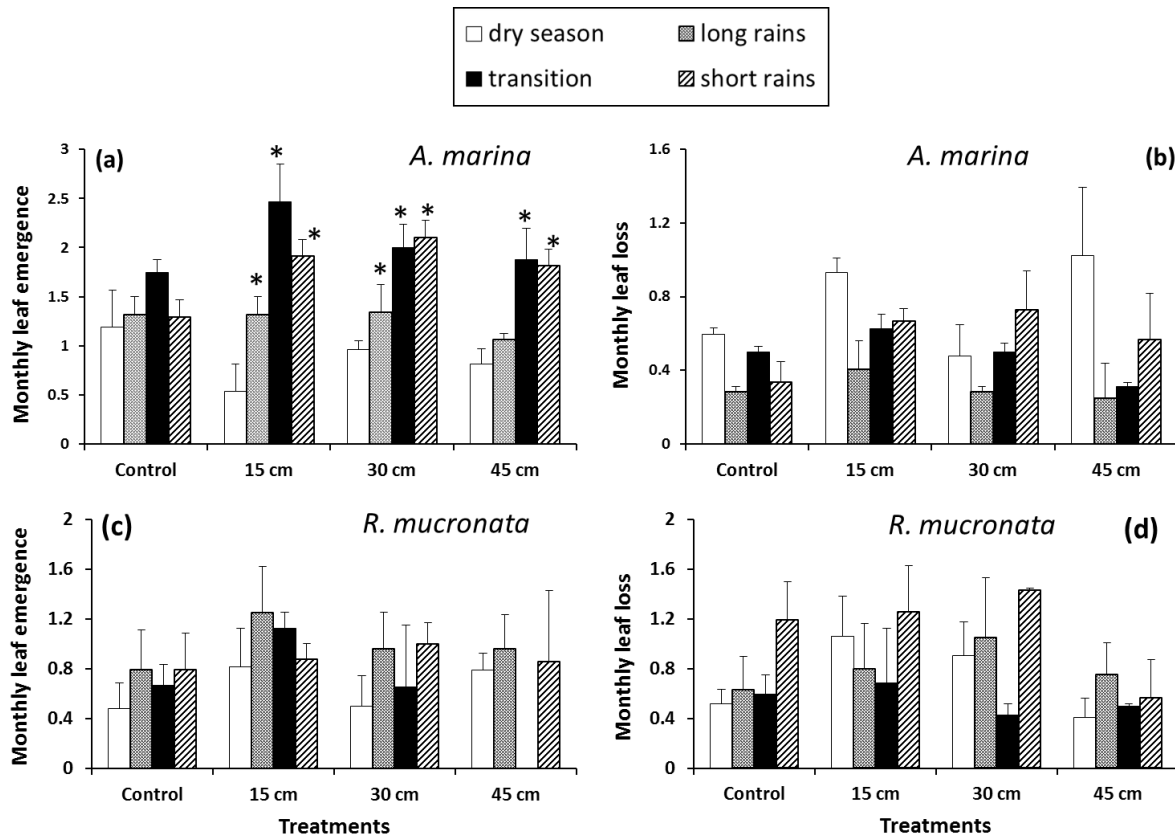 dry season
long rains
transition
short rains
(a)
A. marina
Monthly leaf emergence
3
2.5
2
1.5
1
0.5
0
* * * * * * * *
Control 15 cm 30 cm 45 cm
A. marina
(b)
Monthly leaf loss
1.6
1.2
0.8
0.4
0
Control 15 cm 30 cm 45 cm
(c)
R. mucronata
Monthly leaf emergence
2
1.6
1.2
0.8
0.4
0
Control 15 cm 30 cm 45 cm
Treatments
R. mucronata
(d)
Monthly leaf loss
2
1.6
1.2
0.8
0.4
0
Control 15 cm 30 cm 45 cm
Treatments